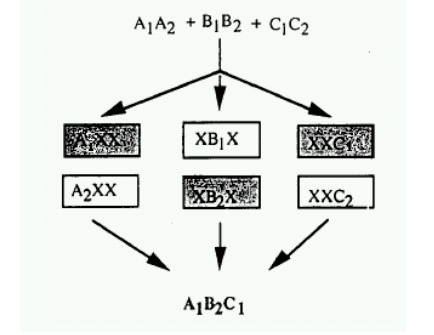 A₁A₂ + B₁B₂ + C₁C₂
A₁XX XB₁X XXC₁
A₂XX XB₂X XXC₂
A₁B₂C₁